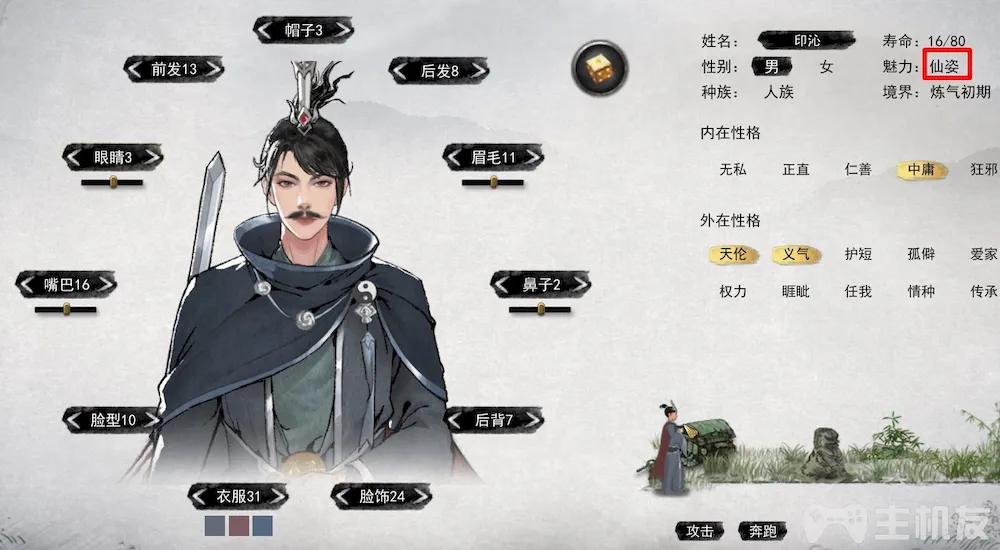 帽子3
前发13
后发8
眼睛3
眉毛11
嘴巴16
鼻子2
脸型10
后背7
衣服31
脸饰24
姓名： 印沁 寿命：16/80
性别： 男 女 魅力：仙姿
种族： 人族 境界：炼气初期
内在性格
无私 正直 仁善 中庸 狂邪
外在性格
天伦 义气 护短 孤僻 爱家
权力 睚眦 任我 情种 传承
攻击 奔跑
主机友